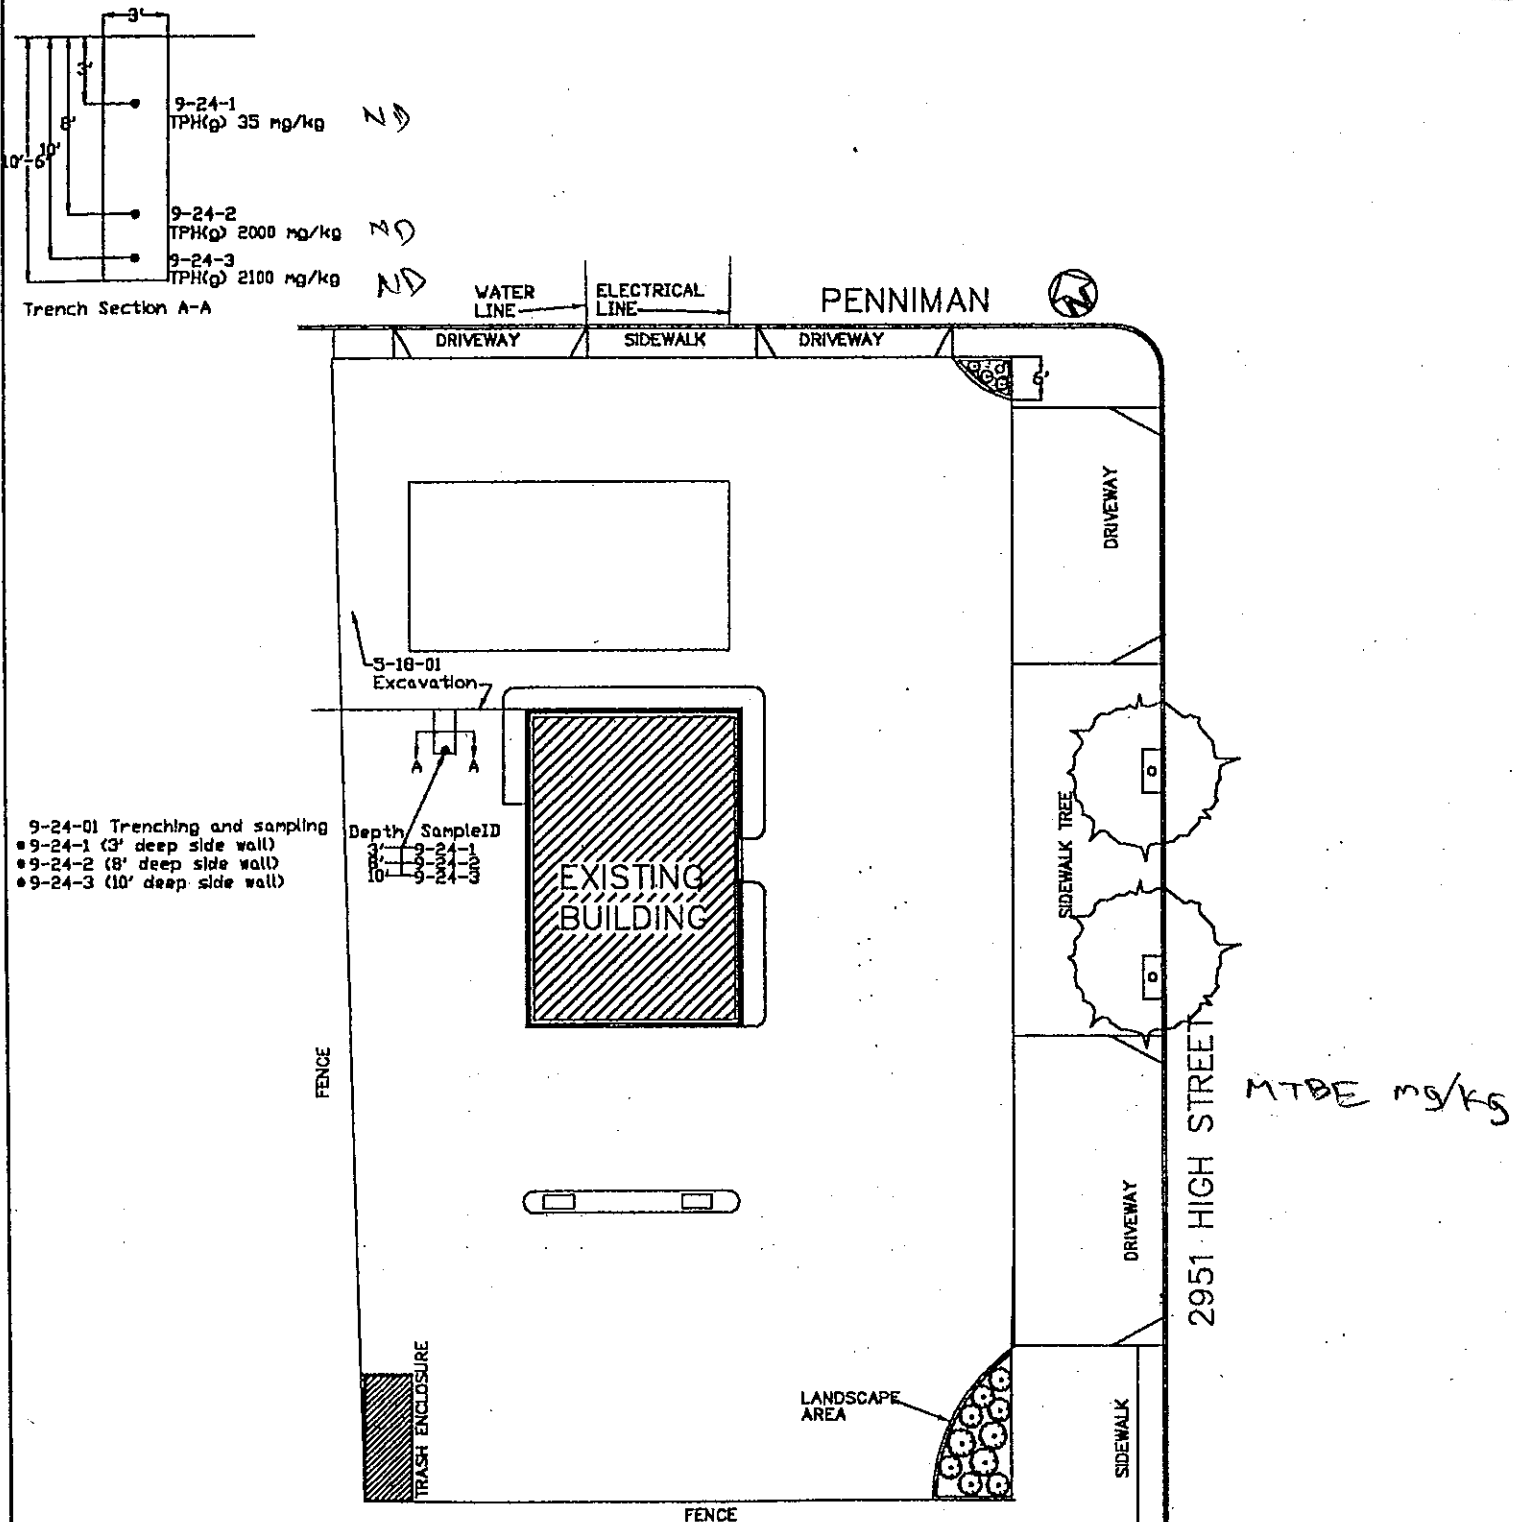 3'
3'
8'
10'
10'-6"
9-24-1
TPH(g) 35 mg/kg ND
9-24-2
TPH(g) 2000 mg/kg ND
9-24-3
TPH(g) 2100 mg/kg ND
Trench Section A-A
WATER LINE
ELECTRICAL LINE
PENNIMAN
N
DRIVEWAY
SIDEWALK
DRIVEWAY
6'
DRIVEWAY
5-18-01
Excavation
A A
9-24-01 Trenching and sampling
9-24-1 (3' deep side wall)
9-24-2 (8' deep side wall)
9-24-3 (10' deep side wall)
Depth SampleID
3' 9-24-1
8' 9-24-2
10' 9-24-3
EXISTING
BUILDING
SIDEWALK TREE
FENCE
2951 HIGH STREET
MTBE mg/kg
DRIVEWAY
TRASH ENCLOSURE
LANDSCAPE
AREA
SIDEWALK
FENCE